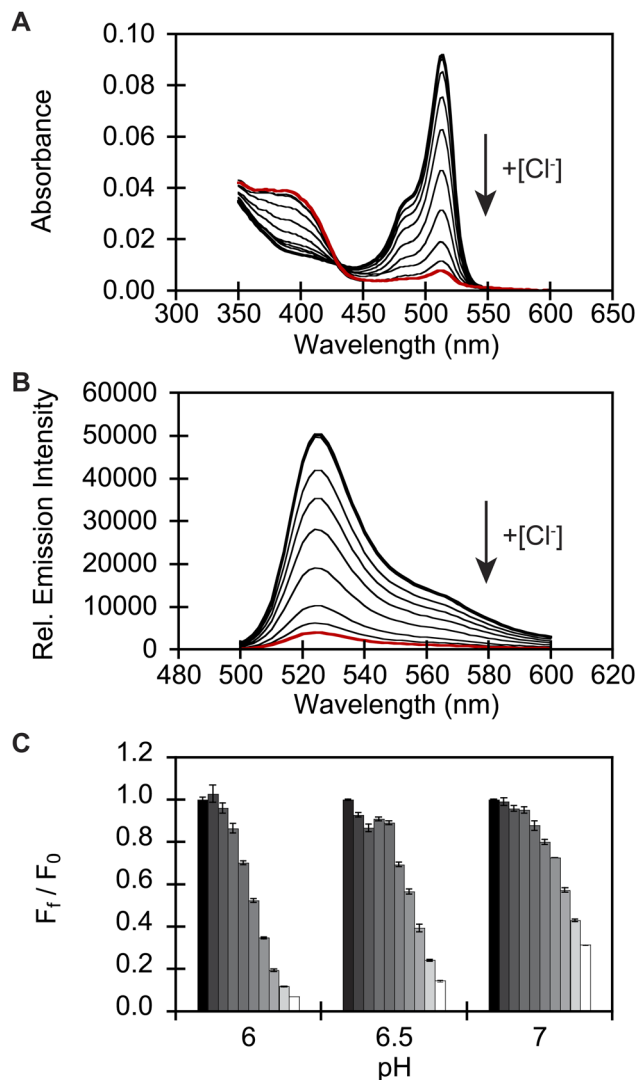 A
0.10
0.08
0.06
0.04
0.02
0.00
Absorbance
+[Cl⁻]
300 350 400 450 500 550 600 650
Wavelength (nm)
B
60000
50000
40000
30000
20000
10000
0
Rel. Emission Intensity
+[Cl⁻]
480 500 520 540 560 580 600 620
Wavelength (nm)
C
1.2
1.0
0.8
0.6
0.4
0.2
0.0
F_f / F_0
6 6.5 7
pH